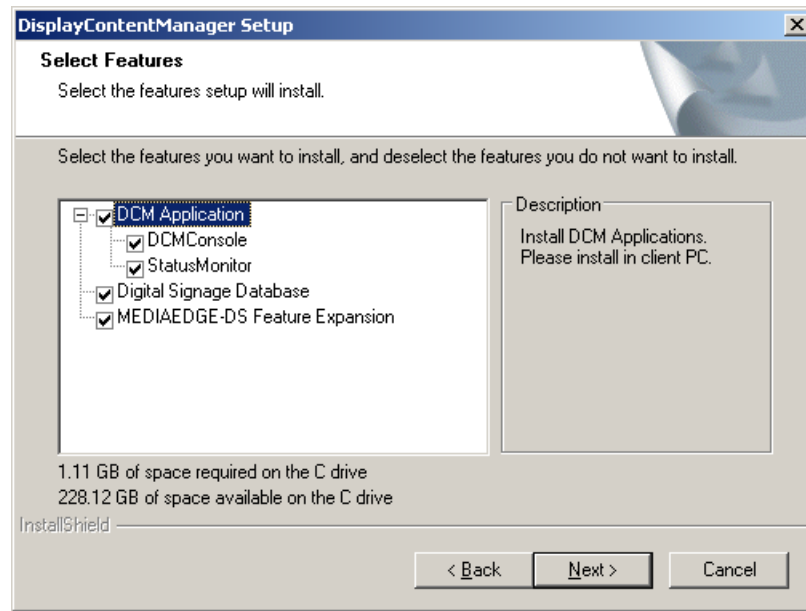 DisplayContentManager Setup
Select Features
Select the features setup will install.
Select the features you want to install, and deselect the features you do not want to install.
DCM Application
DCMConsole
StatusMonitor
Digital Signage Database
MEDIAEDGE-DS Feature Expansion
Description
Install DCM Applications.
Please install in client PC.
1.11 GB of space required on the C drive
228.12 GB of space available on the C drive
InstallShield
< Back
Next >
Cancel